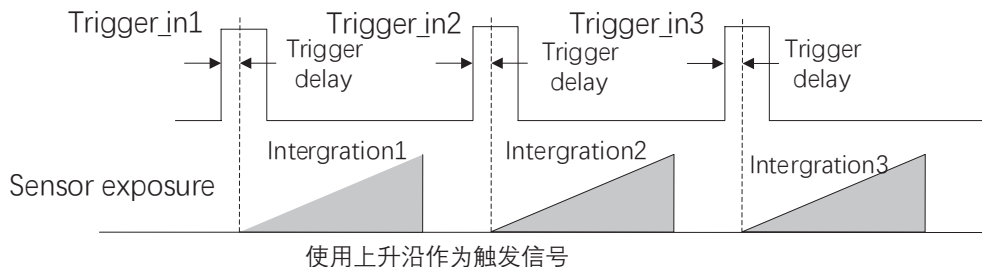 Trigger_in1
Trigger_in2
Trigger_in3
Trigger
delay
Trigger
delay
Trigger
delay
Intergration1
Intergration2
Intergration3
Sensor exposure
使用上升沿作为触发信号